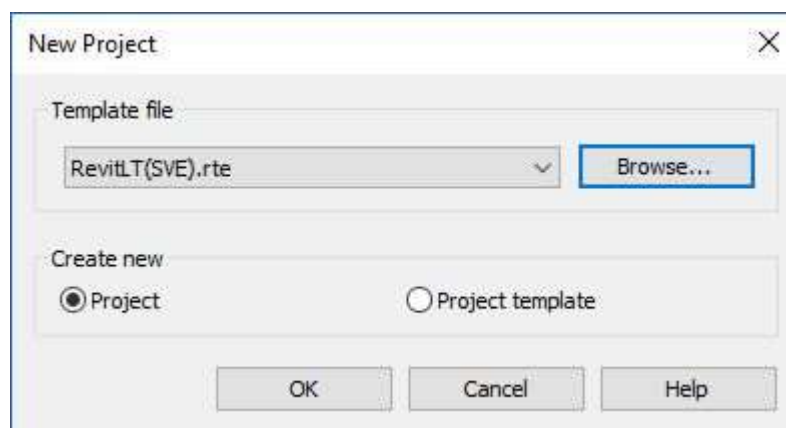 New Project
Template file
RevitLT(SVE).rte
Browse...
Create new
Project
Project template
OK
Cancel
Help